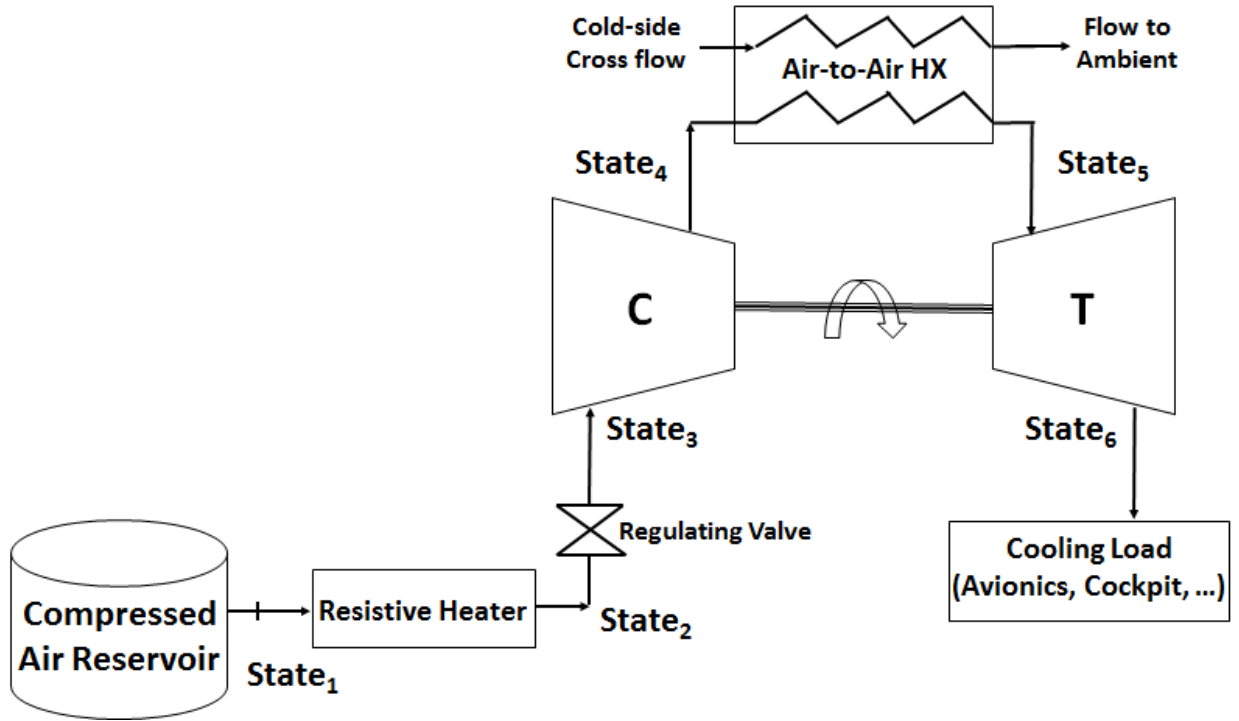 Cold-side
Cross flow
Flow to
Ambient
Air-to-Air HX
State₄
State₅
C
T
State₃
State₆
Regulating Valve
Compressed
Air Reservoir
Resistive Heater
State₂
State₁
Cooling Load
(Avionics, Cockpit, ...)